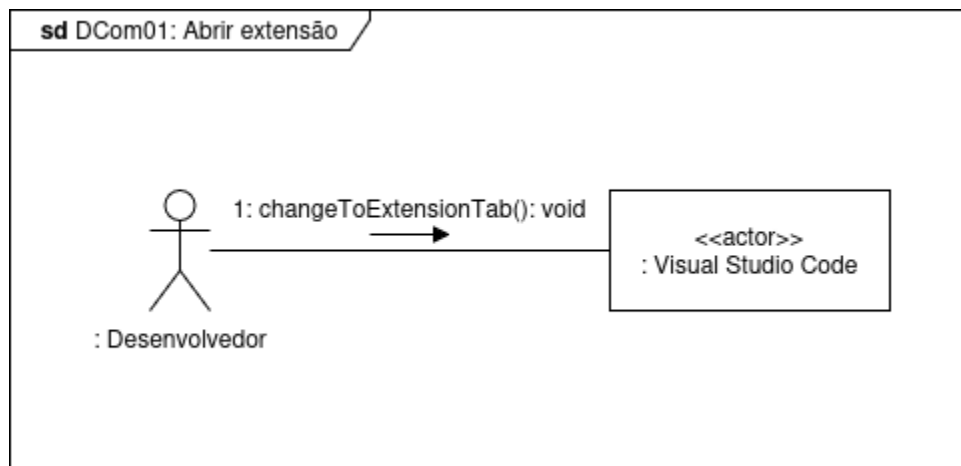 sd DCom01: Abrir extensão
1: changeToExtensionTab(): void
<<actor>>
: Visual Studio Code
: Desenvolvedor